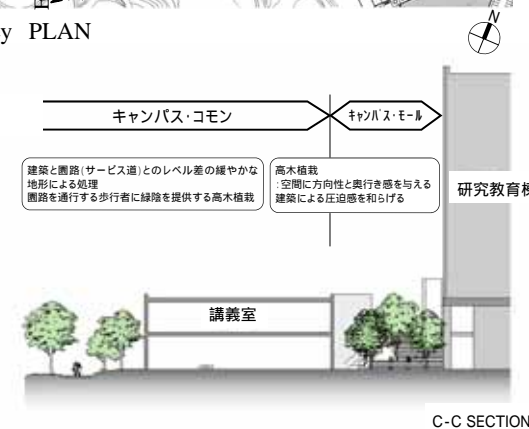 y PLAN
N
キャンパス・コモン
キャンパス・モール
建築と園路(サービス道)とのレベル差の緩やかな
地形による処理
園路を通行する歩行者に緑陰を提供する高木植栽
高木植栽
:空間に方向性と奥行き感を与える
建築による圧迫感を和らげる
研究教育棟
講義室
C-C SECTION